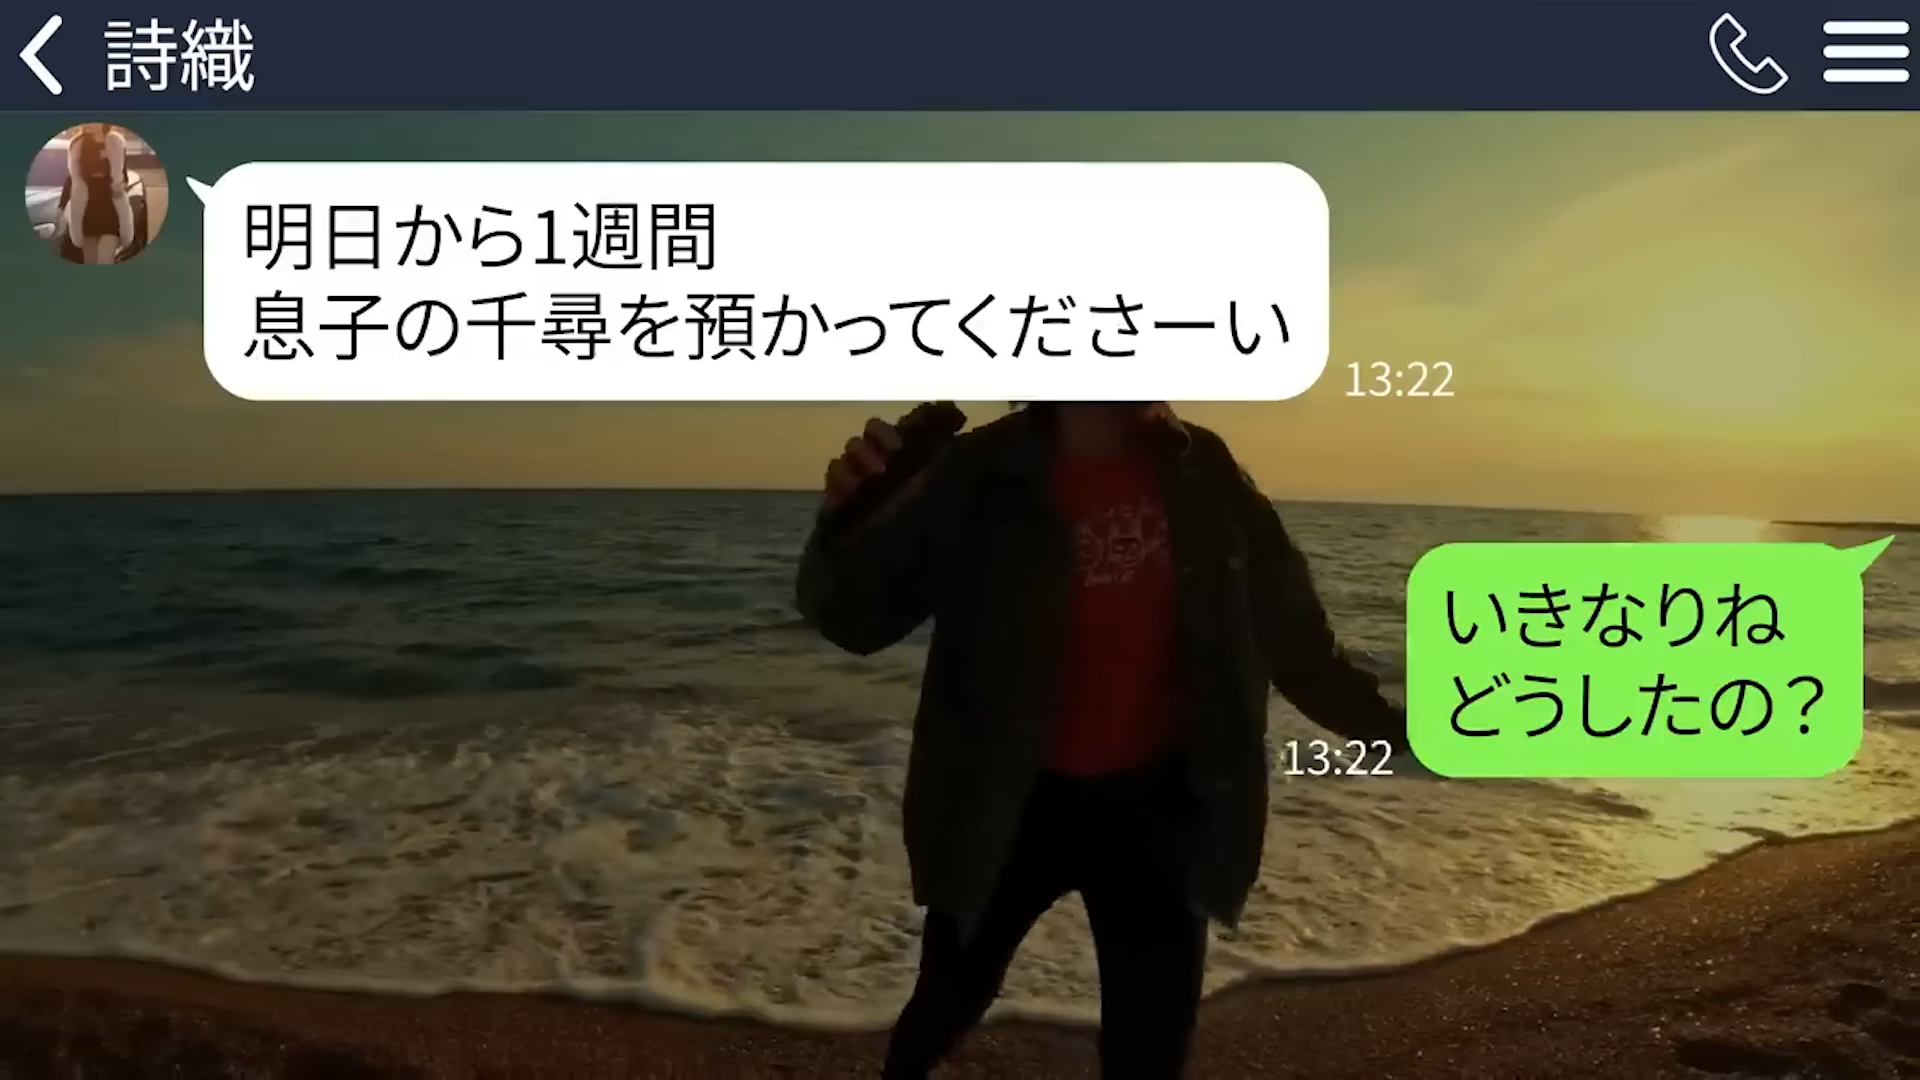 詩織
明日から1週間
息子の千尋を預かってくださーい
13:22
いきなりね
どうしたの?
13:22